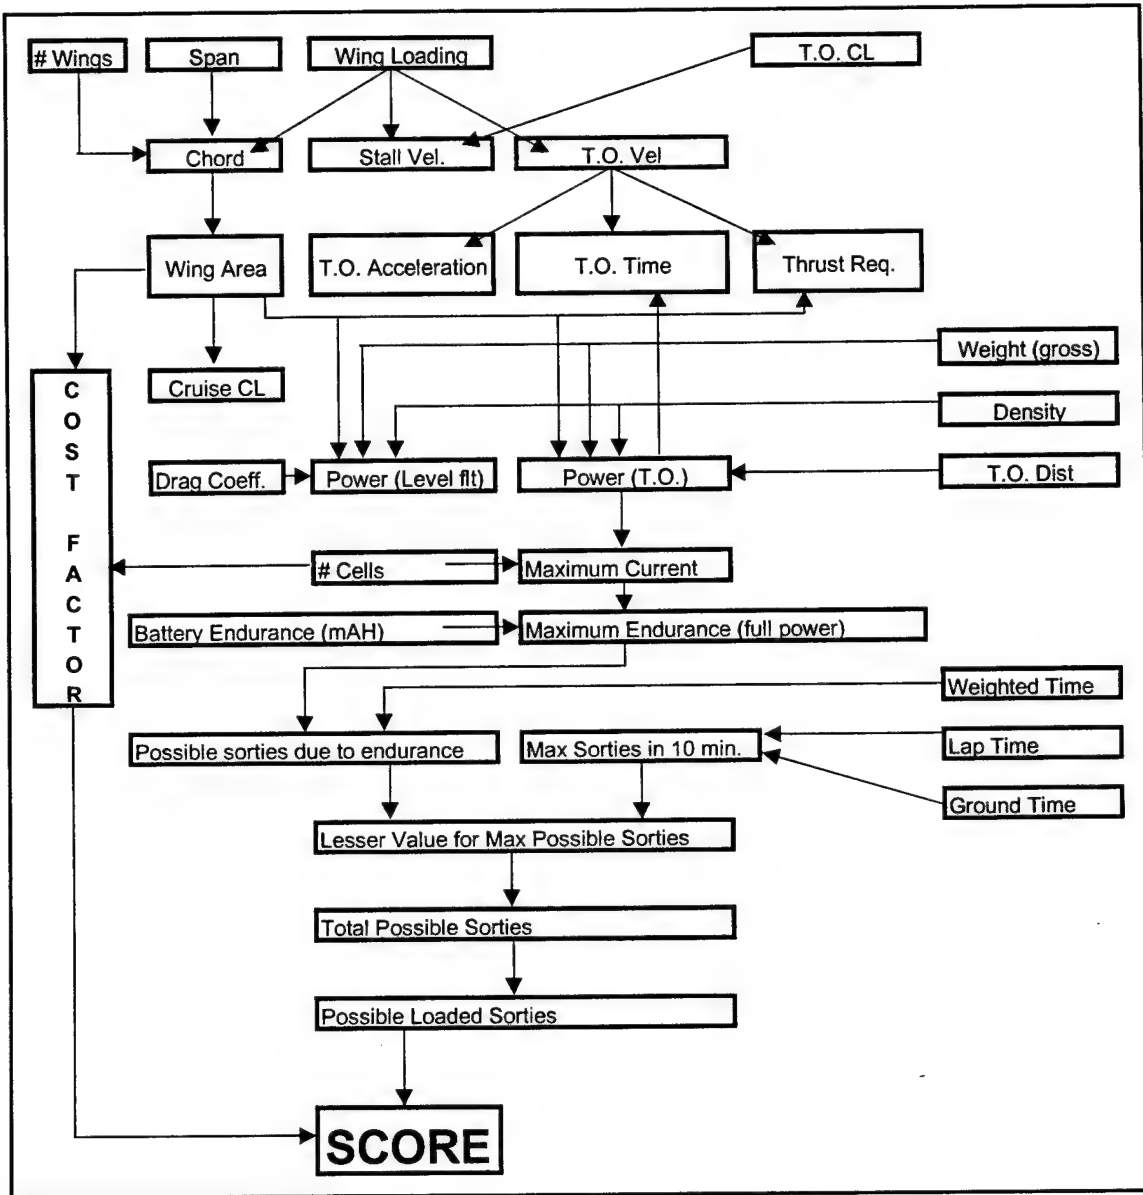 # Wings
Span
Wing Loading
T.O. CL
Chord
Stall Vel.
T.O. Vel
Wing Area
T.O. Acceleration
T.O. Time
Thrust Req.
Weight (gross)
Cruise CL
Density
COST FACTOR
Drag Coeff.
Power (Level flt)
Power (T.O.)
T.O. Dist
# Cells
Maximum Current
Battery Endurance (mAH)
Maximum Endurance (full power)
Weighted Time
Possible sorties due to endurance
Max Sorties in 10 min.
Lap Time
Ground Time
Lesser Value for Max Possible Sorties
Total Possible Sorties
Possible Loaded Sorties
SCORE